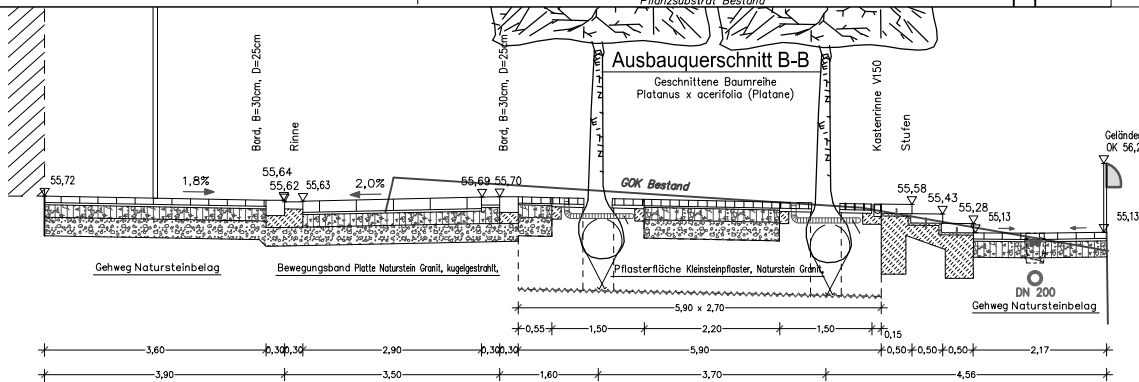 Pflanzsubstrat Bestand
Ausbauquerschnitt B-B
Geschnittene Baumreihe
Platanus x acerifolia (Platane)
Bord, B=30cm, D=25cm
Rinne
Bord, B=30cm, D=25cm
Kastenrinne V150
Stufen
Geländer
OK 56,2
55,72
1,8%
55,64
55,62
55,63
2,0%
55,69
55,70
GOK Bestand
55,58
55,43
55,28
55,13
55,13
Gehweg Natursteinbelag
Bewegungsband Platte Naturstein Granit, kugelgestrahlt,
Pflasterfläche Kleinsteinpflaster, Naturstein Granit,
DN 200
Gehweg Natursteinbelag
5,90 x 2,70
0,55
1,50
2,20
1,50
0,15
3,60
0,30
0,30
2,90
0,30
0,30
5,90
0,50
0,50
0,50
2,17
3,90
3,50
1,60
3,70
4,56